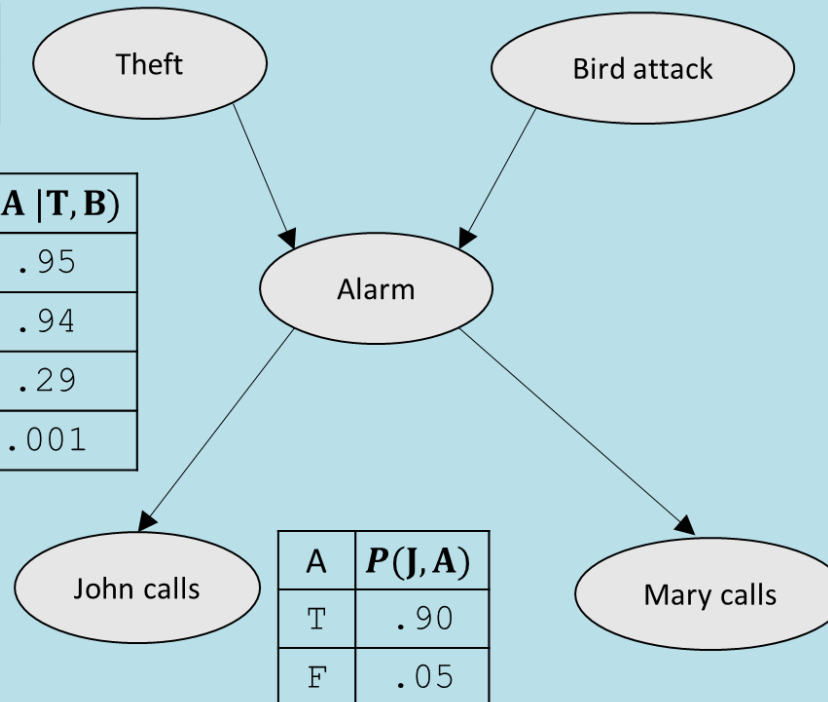 Theft
Bird attack
A |T, B)
.95
.94
.29
.001
Alarm
John calls
A P(J, A)
T .90
F .05
Mary calls